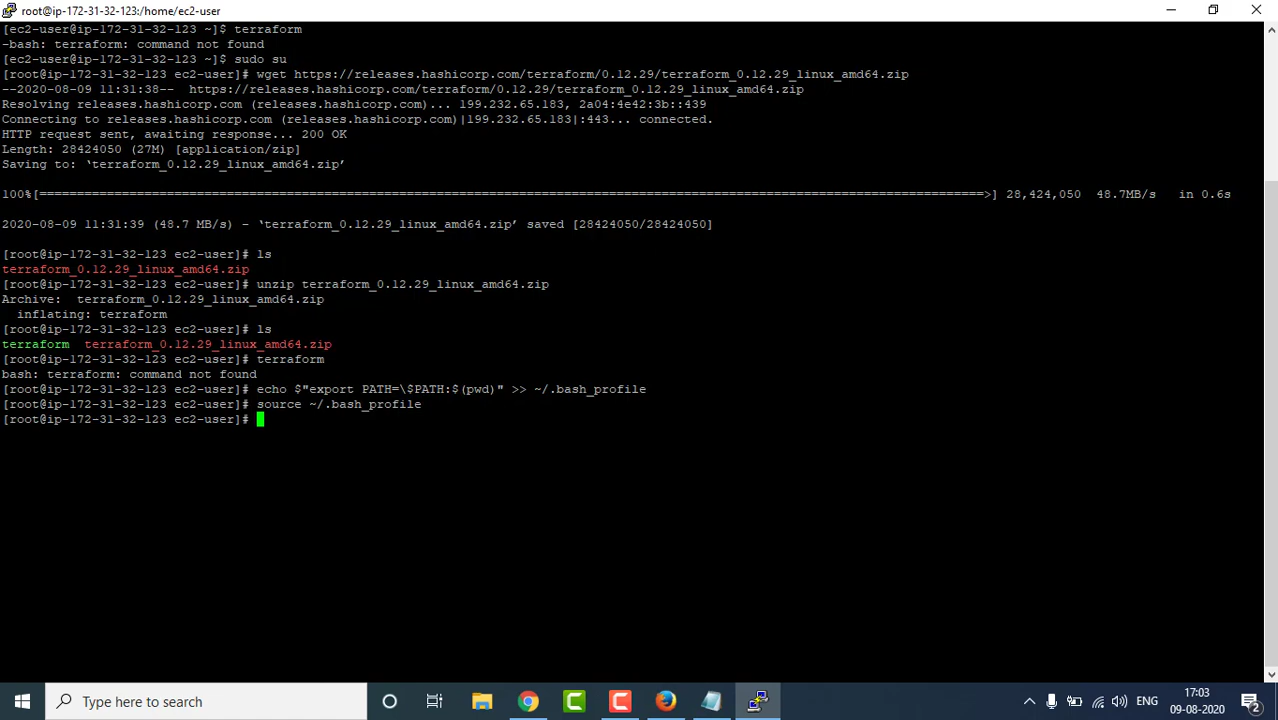 root@ip-172-31-32-123:/home/ec2-user
[ec2-user@ip-172-31-32-123 ~]$ terraform
-bash: terraform: command not found
[ec2-user@ip-172-31-32-123 ~]$ sudo su
[root@ip-172-31-32-123 ec2-user]# wget https://releases.hashicorp.com/terraform/0.12.29/terraform_0.12.29_linux_amd64.zip
--2020-08-09 11:31:38--  https://releases.hashicorp.com/terraform/0.12.29/terraform_0.12.29_linux_amd64.zip
Resolving releases.hashicorp.com (releases.hashicorp.com)... 199.232.65.183, 2a04:4e42:3b::439
Connecting to releases.hashicorp.com (releases.hashicorp.com)|199.232.65.183|:443... connected.
HTTP request sent, awaiting response... 200 OK
Length: 28424050 (27M) [application/zip]
Saving to: ‘terraform_0.12.29_linux_amd64.zip’
100%[==============================================================================================================================>] 28,424,050  48.7MB/s   in 0.6s
2020-08-09 11:31:39 (48.7 MB/s) - ‘terraform_0.12.29_linux_amd64.zip’ saved [28424050/28424050]
[root@ip-172-31-32-123 ec2-user]# ls
terraform_0.12.29_linux_amd64.zip
[root@ip-172-31-32-123 ec2-user]# unzip terraform_0.12.29_linux_amd64.zip
Archive:  terraform_0.12.29_linux_amd64.zip
  inflating: terraform
[root@ip-172-31-32-123 ec2-user]# ls
terraform  terraform_0.12.29_linux_amd64.zip
[root@ip-172-31-32-123 ec2-user]# terraform
bash: terraform: command not found
[root@ip-172-31-32-123 ec2-user]# echo $"export PATH=\$PATH:$(pwd)" >> ~/.bash_profile
[root@ip-172-31-32-123 ec2-user]# source ~/.bash_profile
[root@ip-172-31-32-123 ec2-user]#
Type here to search
ENG
17:03
09-08-2020
2